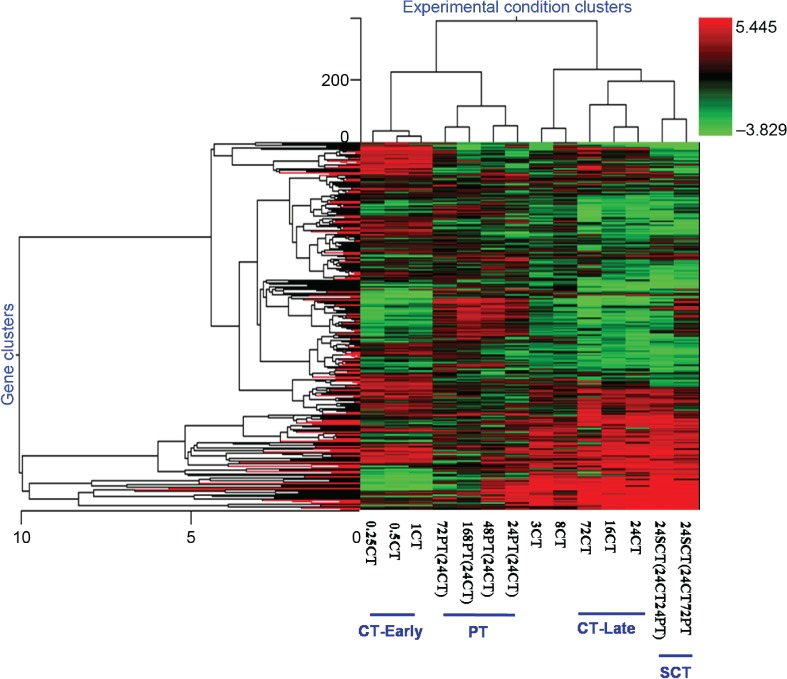 Experimental condition clusters
5.445
–3.829
200
0
Gene clusters
10
5
0
0.25CT
0.5CT
1CT
72PT(24CT)
168PT(24CT)
48PT(24CT)
24PT(24CT)
3CT
8CT
72CT
16CT
24CT
24SCT(24CT24PT)
24SCT(24CT72PT
CT-Early
PT
CT-Late
SCT